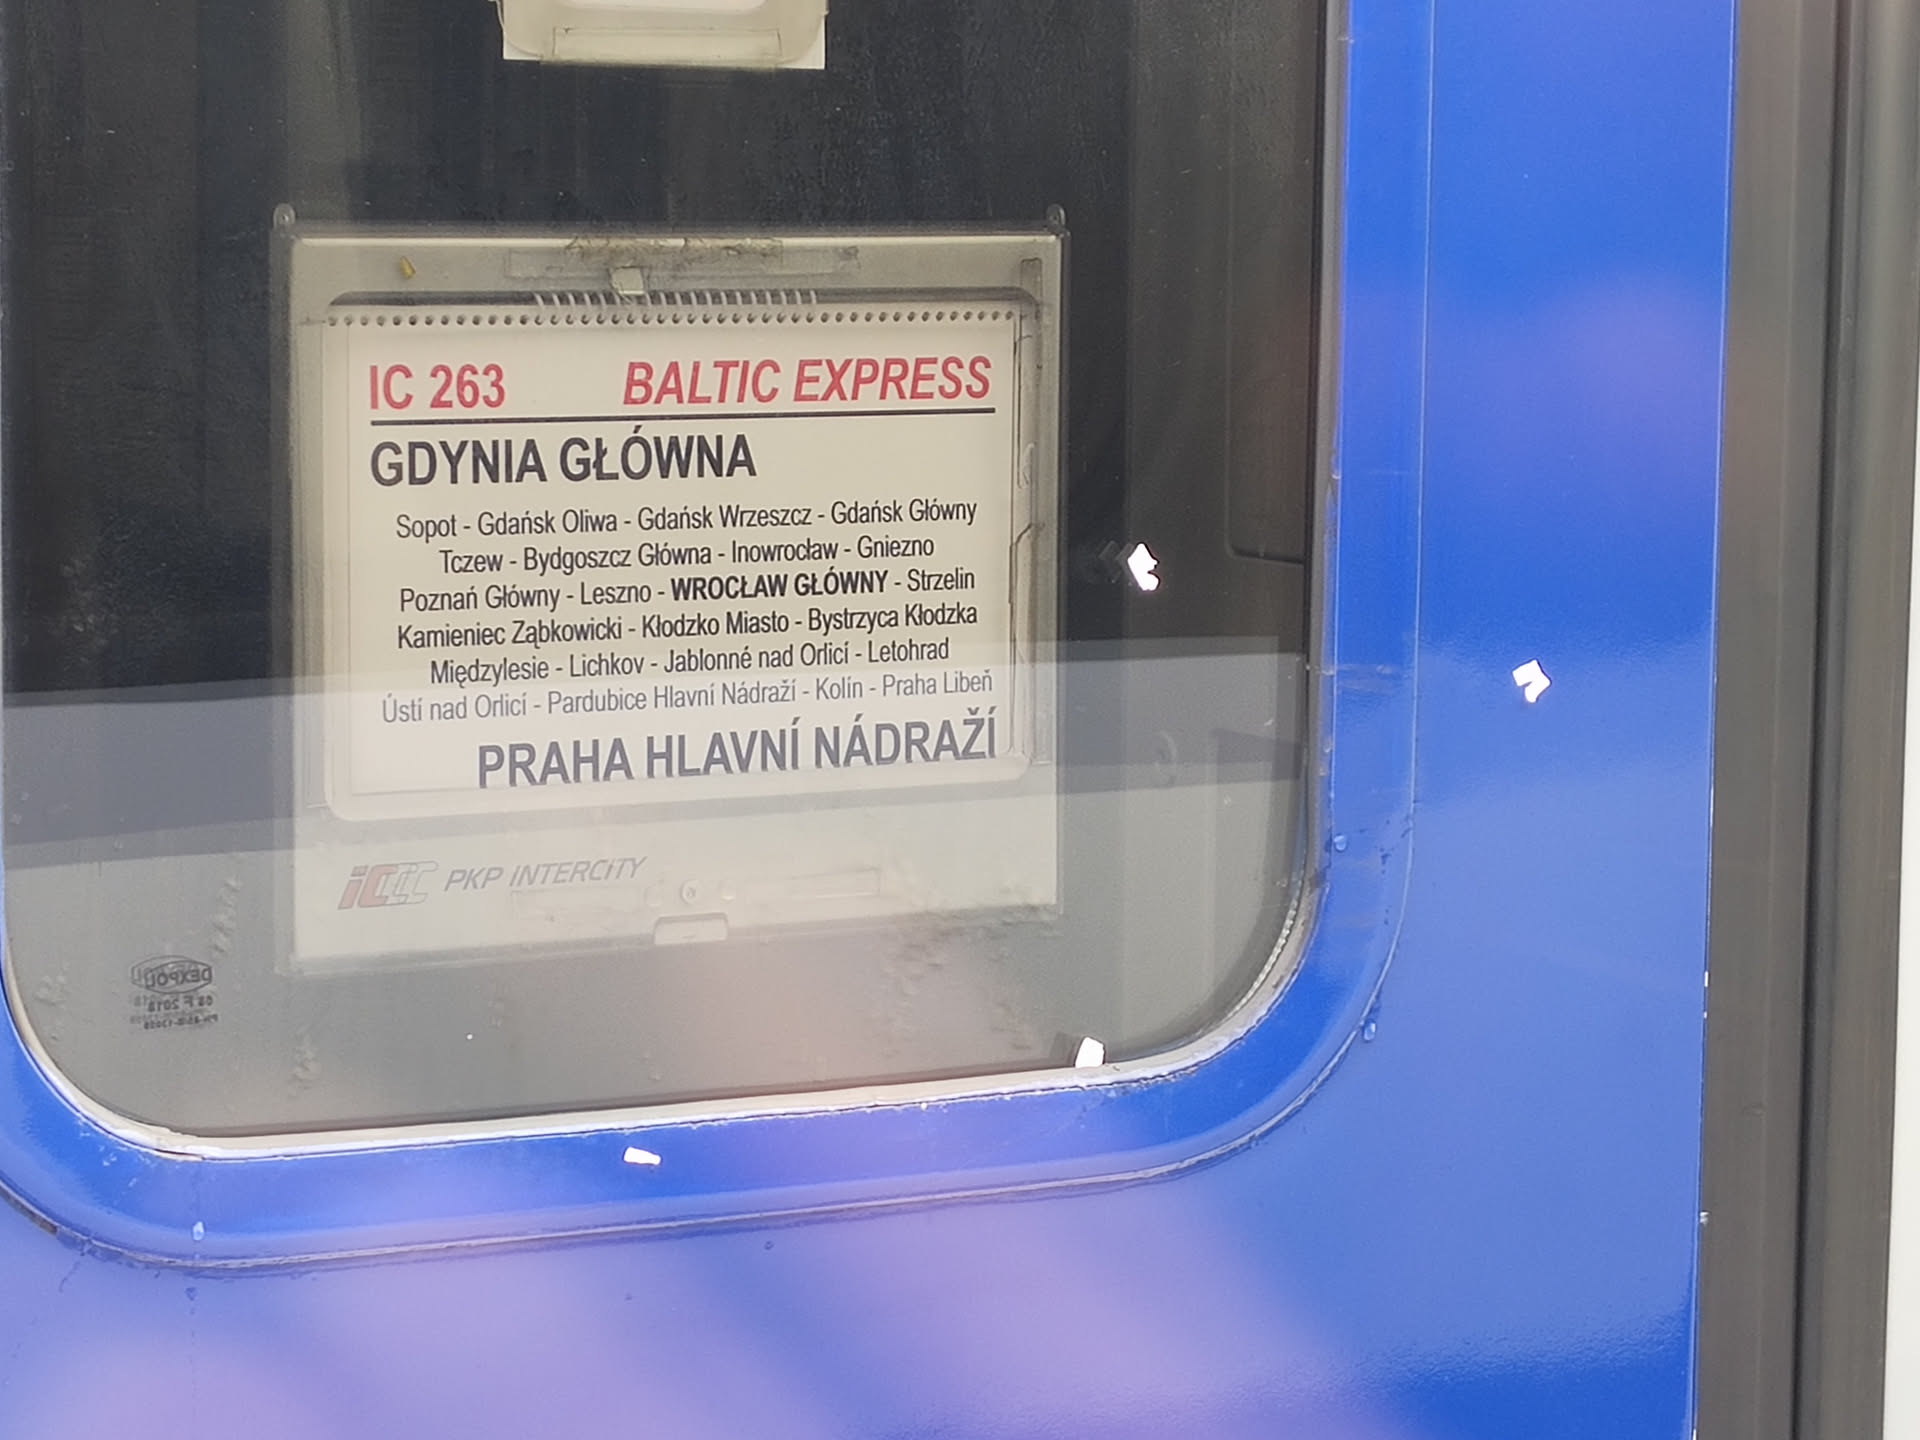 IC 263 BALTIC EXPRESS
GDYNIA GŁÓWNA
Sopot - Gdańsk Oliwa - Gdańsk Wrzeszcz - Gdańsk Główny
Tczew - Bydgoszcz Główna - Inowrocław - Gniezno
Poznań Główny - Leszno - WROCŁAW GŁÓWNY - Strzelin
Kamieniec Ząbkowicki - Kłodzko Miasto - Bystrzyca Kłodzka
Międzylesie - Lichkov - Jablonné nad Orlicí - Letohrad
Ústí nad Orlicí - Pardubice Hlavní Nádraží - Kolín - Praha Libeň
PRAHA HLAVNÍ NÁDRAŽÍ
IC PKP INTERCITY
DEXPOL